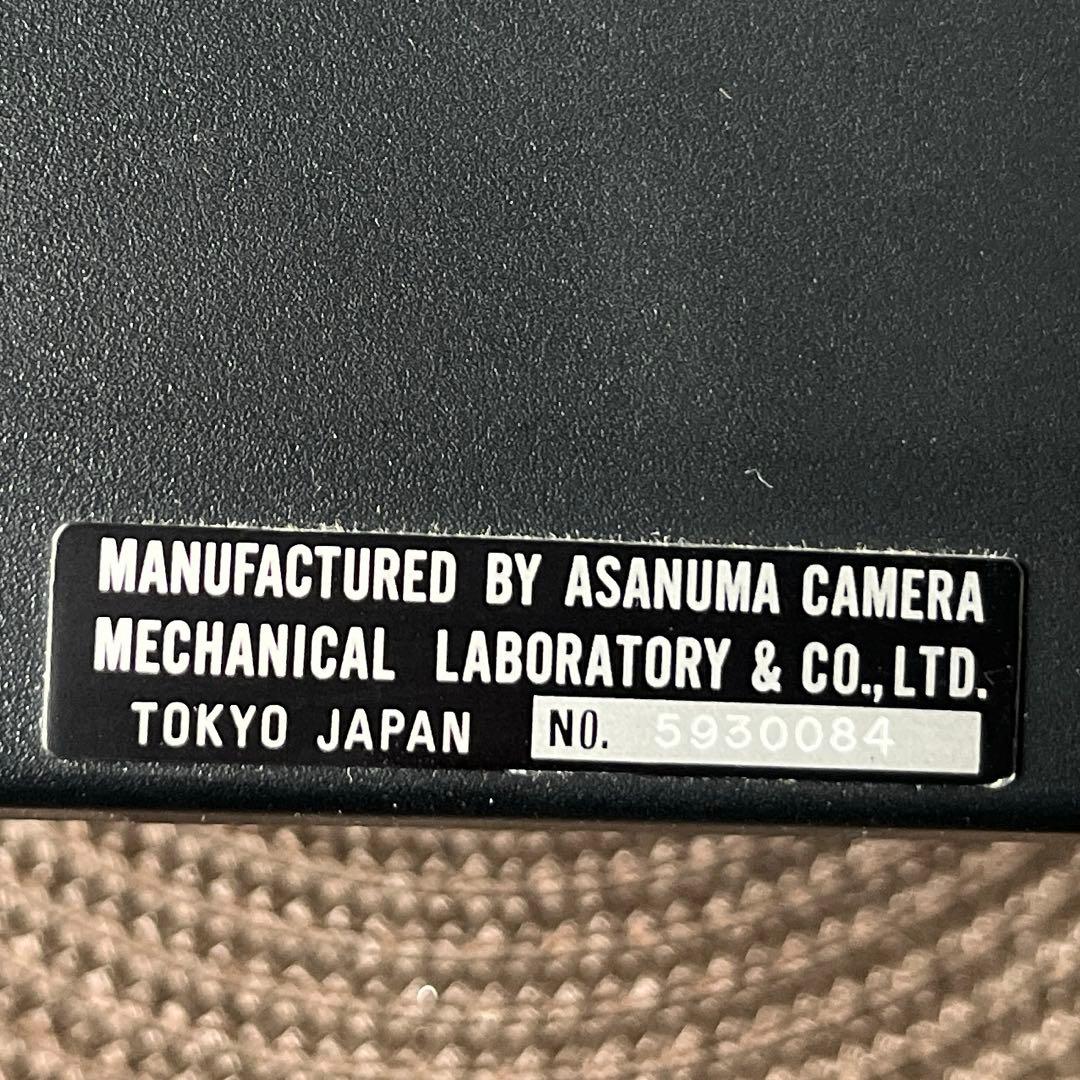 MANUFACTURED BY ASANUMA CAMERA
MECHANICAL LABORATORY & CO., LTD.
TOKYO JAPAN NO. 5930084